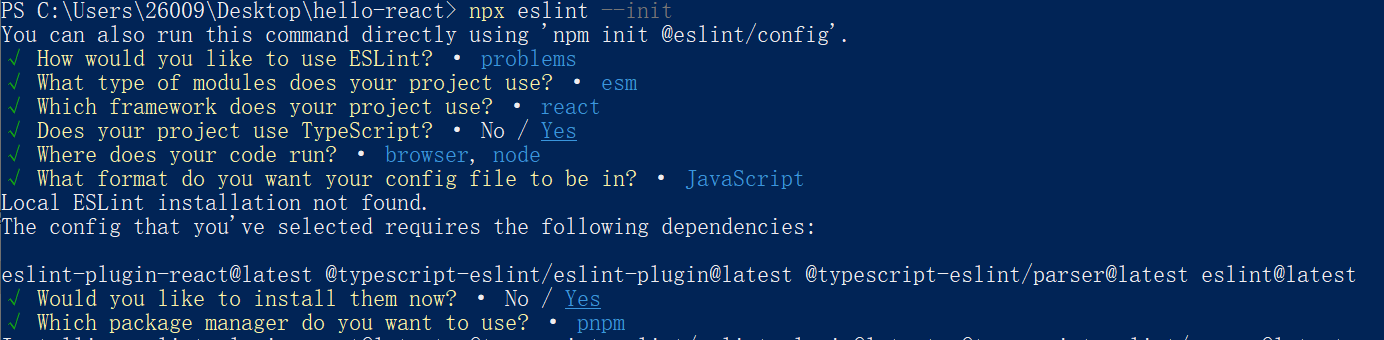 PS C:\Users\26009\Desktop\hello-react> npx eslint --init
You can also run this command directly using 'npm init @eslint/config'.
√ How would you like to use ESLint? · problems
√ What type of modules does your project use? · esm
√ Which framework does your project use? · react
√ Does your project use TypeScript? · No / Yes
√ Where does your code run? · browser, node
√ What format do you want your config file to be in? · JavaScript
Local ESLint installation not found.
The config that you've selected requires the following dependencies:
eslint-plugin-react@latest @typescript-eslint/eslint-plugin@latest @typescript-eslint/parser@latest eslint@latest
√ Would you like to install them now? · No / Yes
√ Which package manager do you want to use? · pnpm